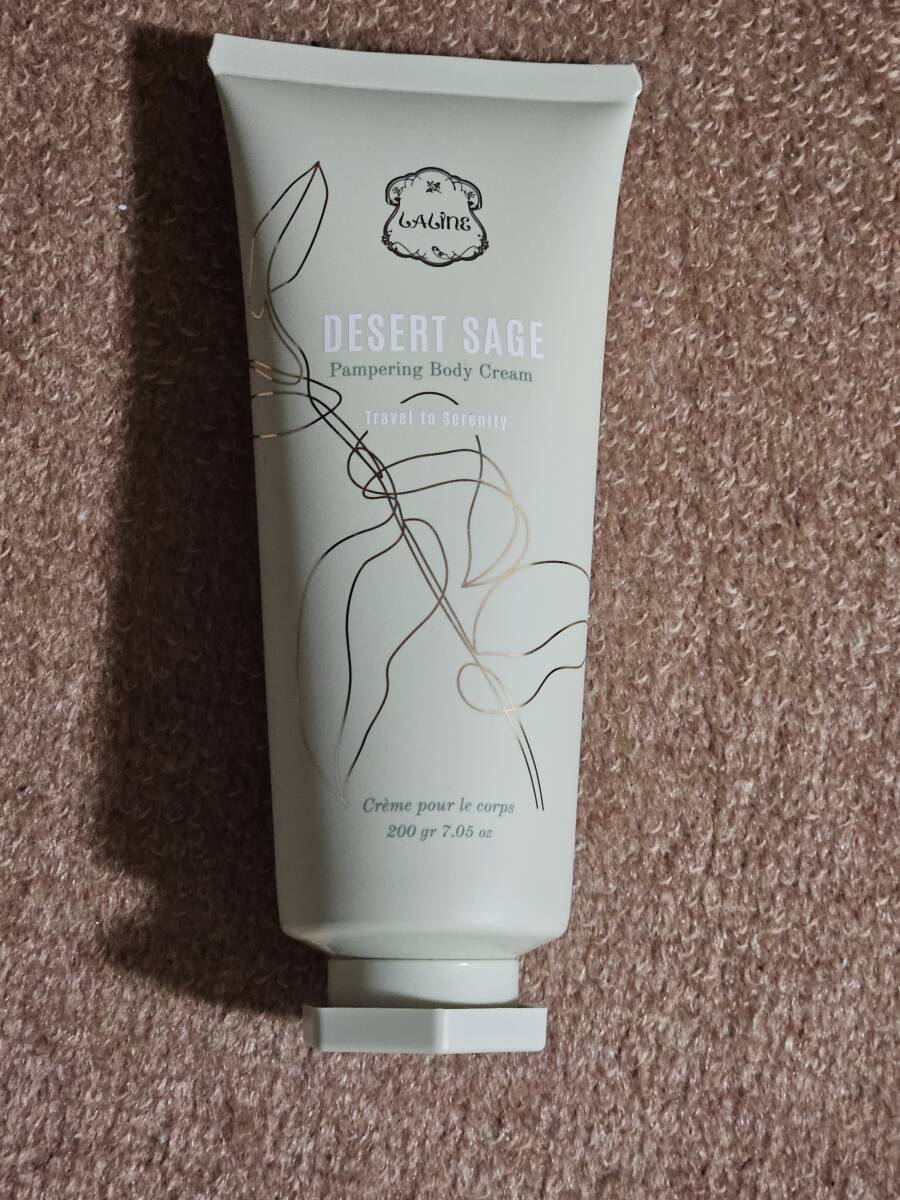 LALINE
DESERT SAGE
Pampering Body Cream
Travel to Serenity
Crème pour le corps
200 gr 7.05 oz